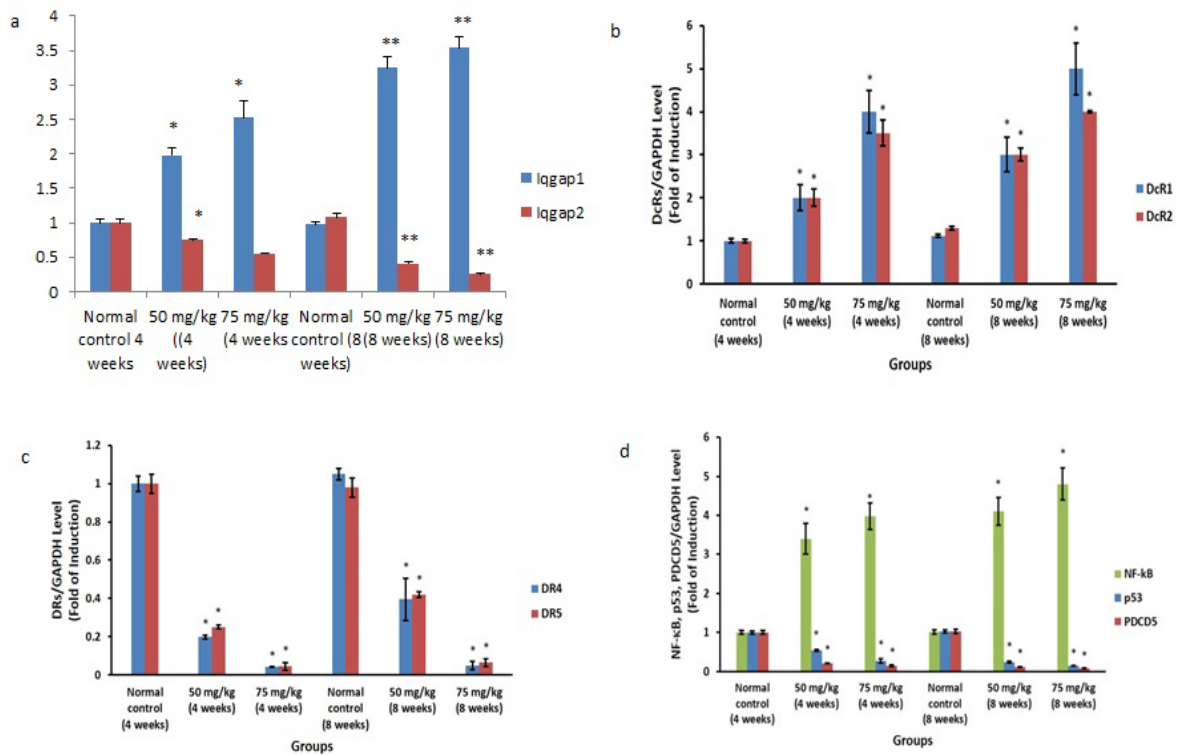 a
4
3.5
3
2.5
2
1.5
1
0.5
0
*
*
*
**
**
**
**
Normal control 4 weeks
50 mg/kg ((4 weeks)
75 mg/kg (4 weeks
Normal control (8 weeks)
50 mg/kg (8 weeks)
75 mg/kg (8 weeks)
Iqgap1
Iqgap2
b
DcRs/GAPDH Level
(Fold of Induction)
6
5
4
3
2
1
0
* *
* *
* *
* *
Normal control (4 weeks)
50 mg/kg (4 weeks)
75 mg/kg (4 weeks)
Normal control (8 weeks)
50 mg/kg (8 weeks)
75 mg/kg (8 weeks)
Groups
DcR1
DcR2
c
DRs/GAPDH Level
(Fold of Induction)
1.2
1
0.8
0.6
0.4
0.2
0
* *
* *
* *
* *
Normal control (4 weeks)
50 mg/kg (4 weeks)
75 mg/kg (4 weeks)
Normal control (8 weeks)
50 mg/kg (8 weeks)
75 mg/kg (8 weeks)
Groups
DR4
DR5
d
NF-κB, p53, PDCD5/GAPDH Level
(Fold of Induction)
6
5
4
3
2
1
0
* * *
* * *
* * *
* * *
Normal control (4 weeks)
50 mg/kg (4 weeks)
75 mg/kg (4 weeks)
Normal control (8 weeks)
50 mg/kg (8 weeks)
75 mg/kg (8 weeks)
Groups
NF-kB
p53
PDCD5